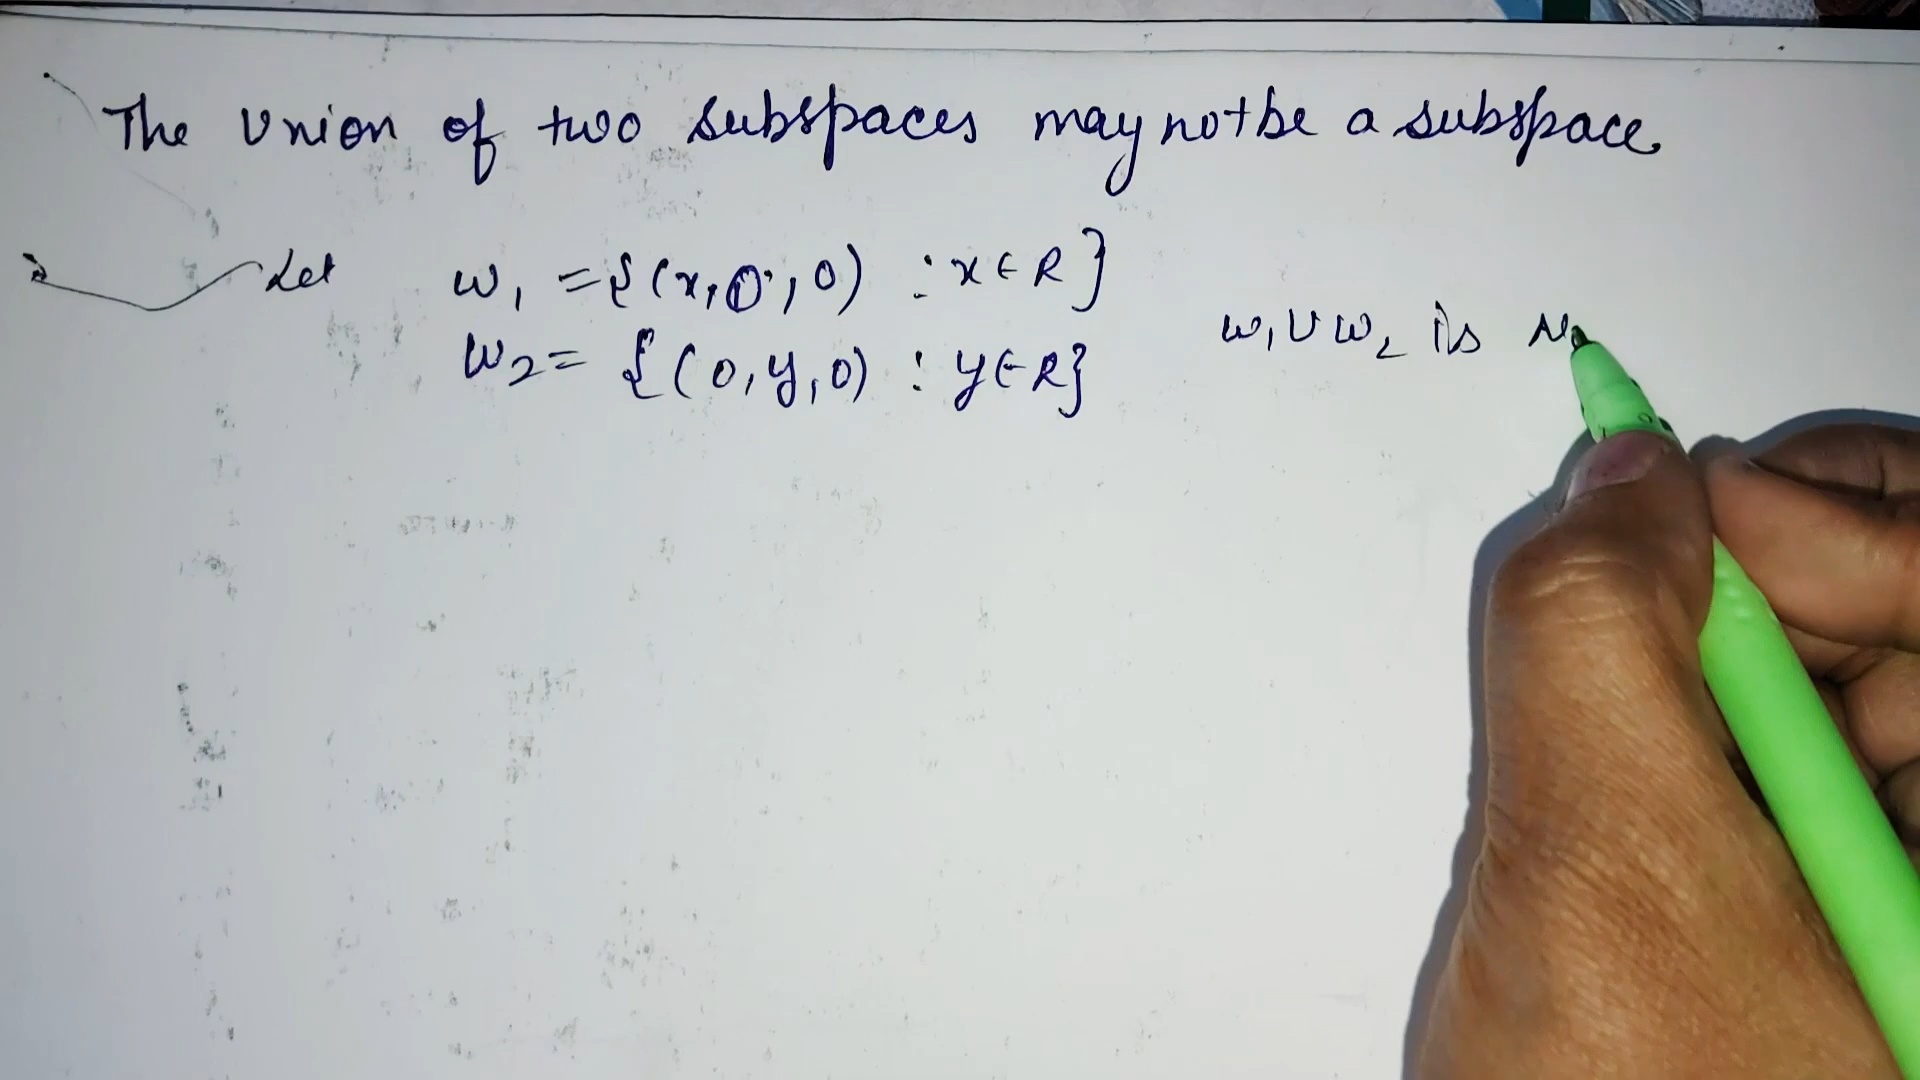 The Union of two subspaces may not be a subspace
Let W₁ = {(x, 0, 0) : x ∈ R}
W₂ = {(0, y, 0) : y ∈ R}
W₁ ∪ W₂ is